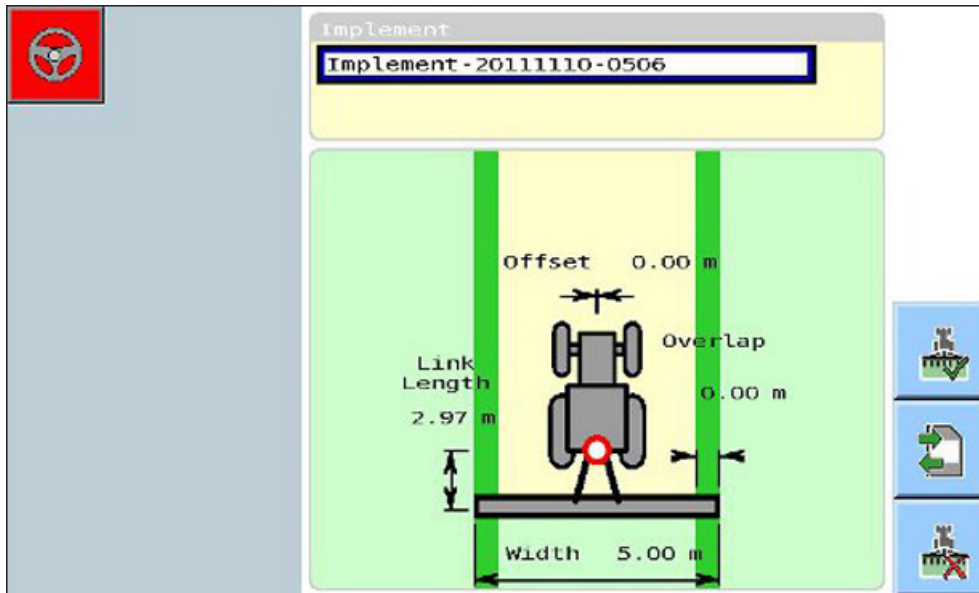 Implement
Implement-20111110-0506
Offset 0.00 m
Overlap
0.00 m
Link
Length
2.97 m
Width 5.00 m